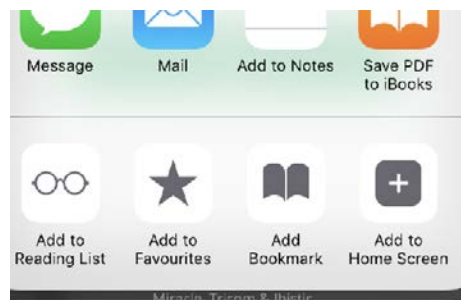 Message Mail Add to Notes Save PDF
to iBooks
Add to Add to Add Add to
Reading List Favourites Bookmark Home Screen